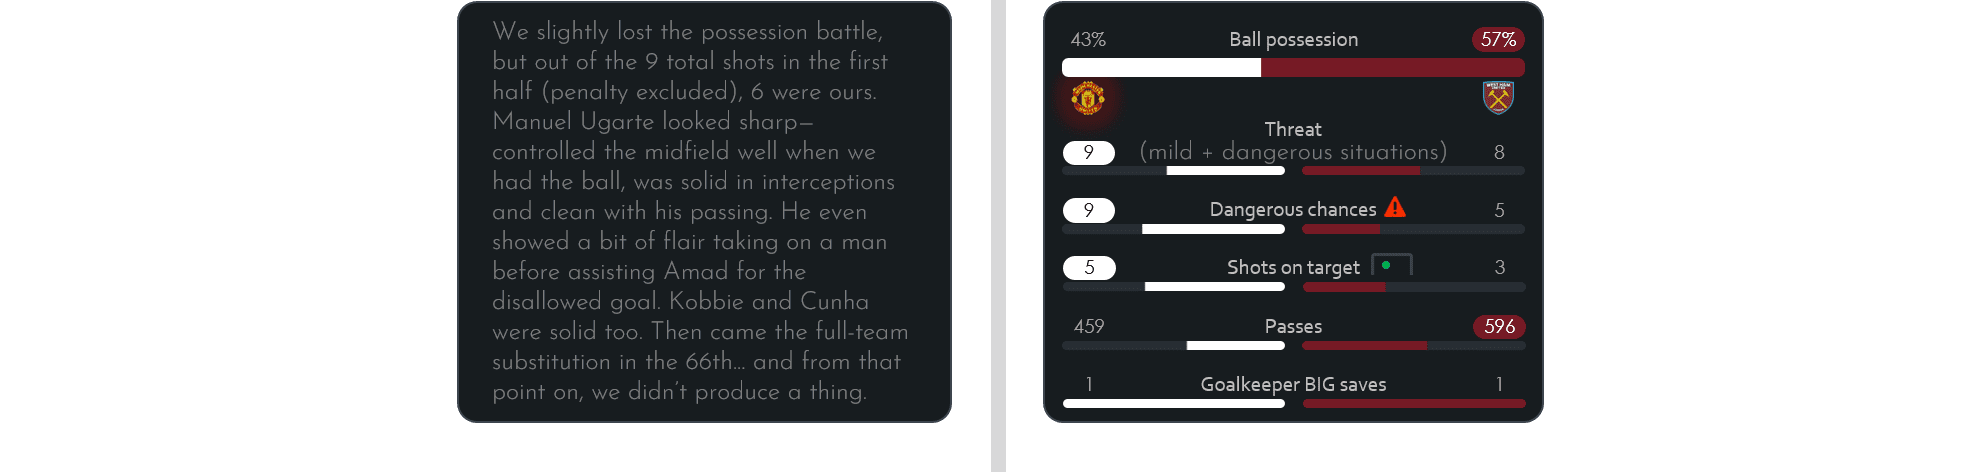 We slightly lost the possession battle,
but out of the 9 total shots in the first
half (penalty excluded), 6 were ours.
Manuel Ugarte looked sharp—
controlled the midfield well when we
had the ball, was solid in interceptions
and clean with his passing. He even
showed a bit of flair taking on a man
before assisting Amad for the
disallowed goal. Kobbie and Cunha
were solid too. Then came the full-team
substitution in the 66th... and from that
point on, we didn't produce a thing.
43% Ball possession 57%
Threat
9 (mild + dangerous situations) 8
9 Dangerous chances 5
5 Shots on target 3
459 Passes 596
1 Goalkeeper BIG saves 1